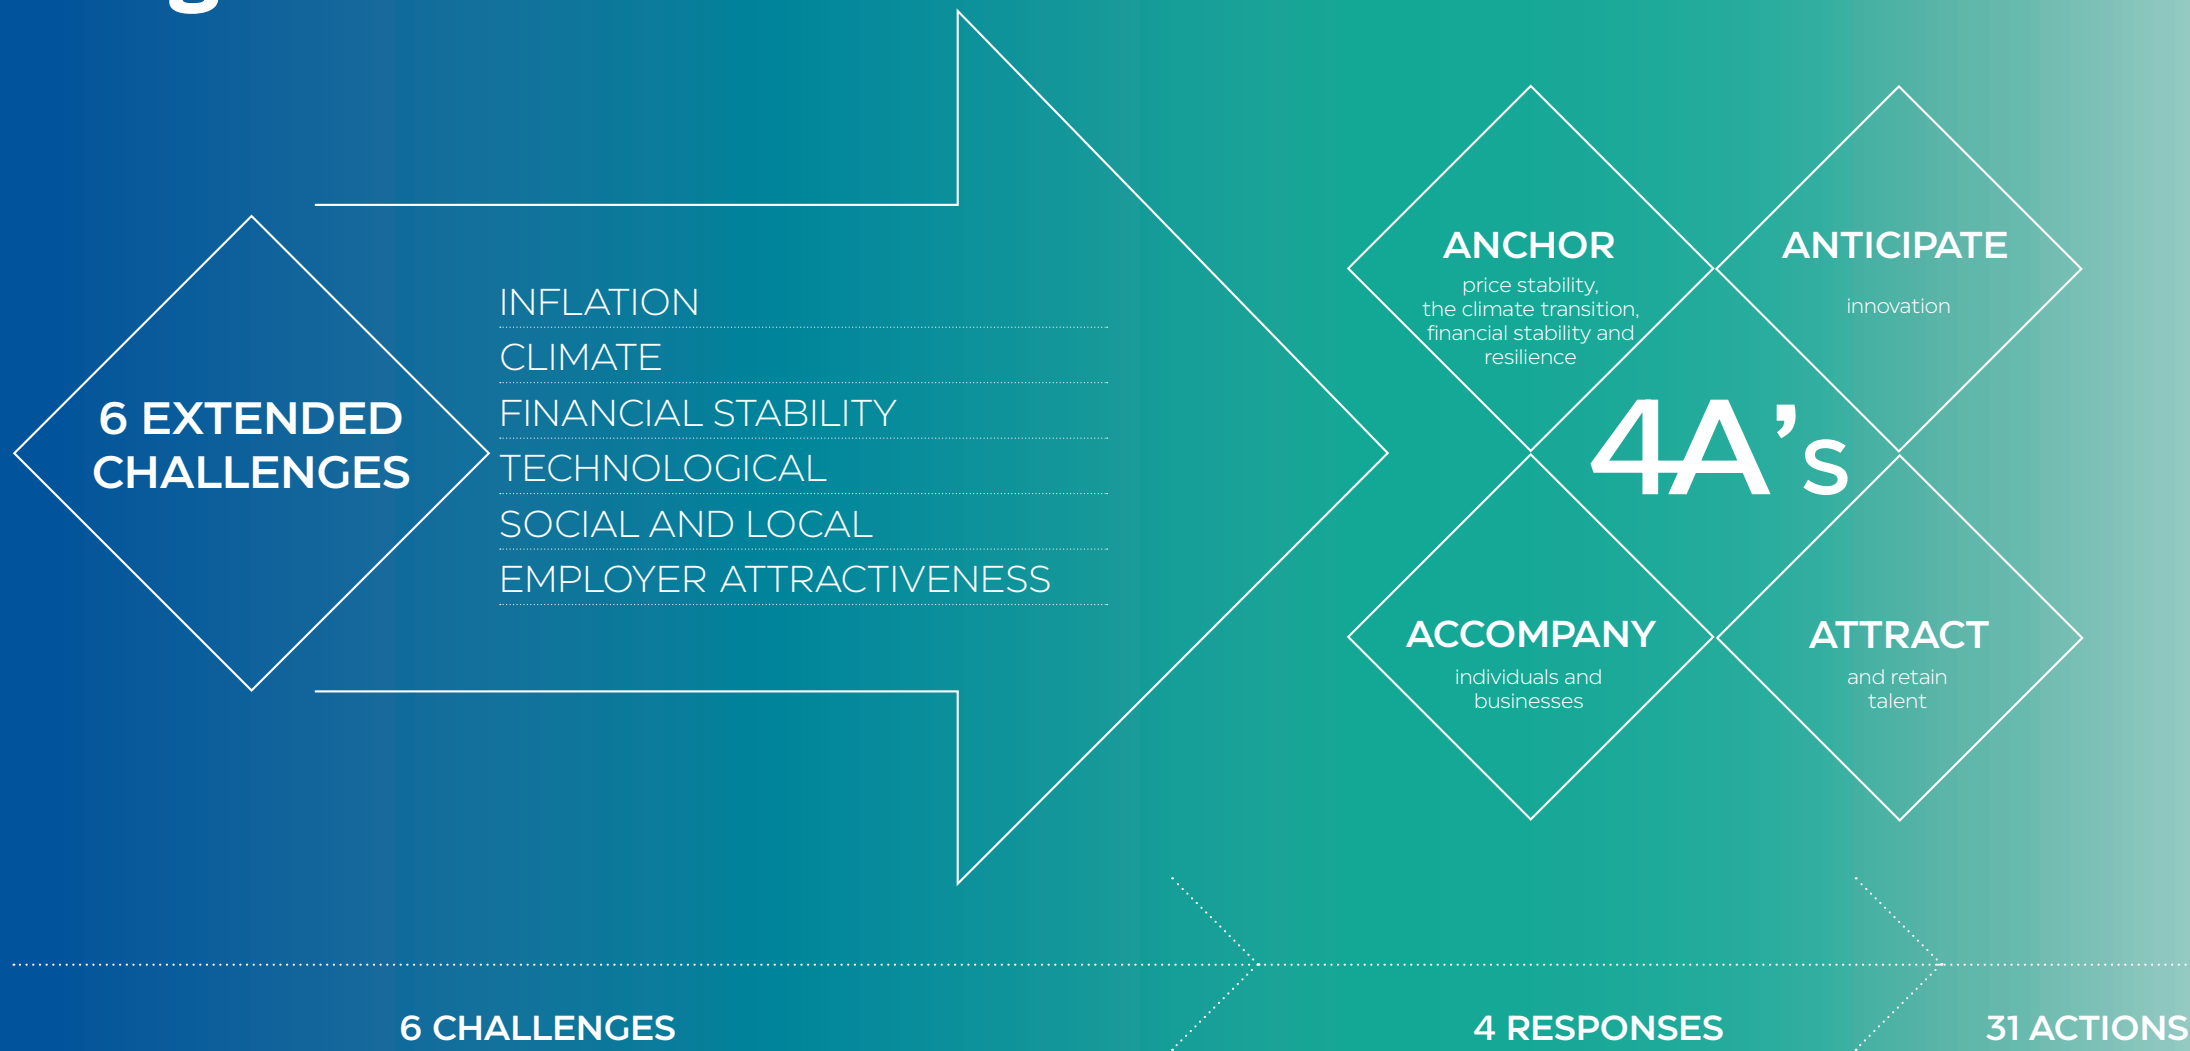 6 EXTENDED
CHALLENGES
INFLATION
CLIMATE
FINANCIAL STABILITY
TECHNOLOGICAL
SOCIAL AND LOCAL
EMPLOYER ATTRACTIVENESS
ANCHOR
price stability,
the climate transition,
financial stability and
resilience
ANTICIPATE
innovation
4A's
ACCOMPANY
individuals and
businesses
ATTRACT
and retain
talent
6 CHALLENGES
4 RESPONSES
31 ACTIONS